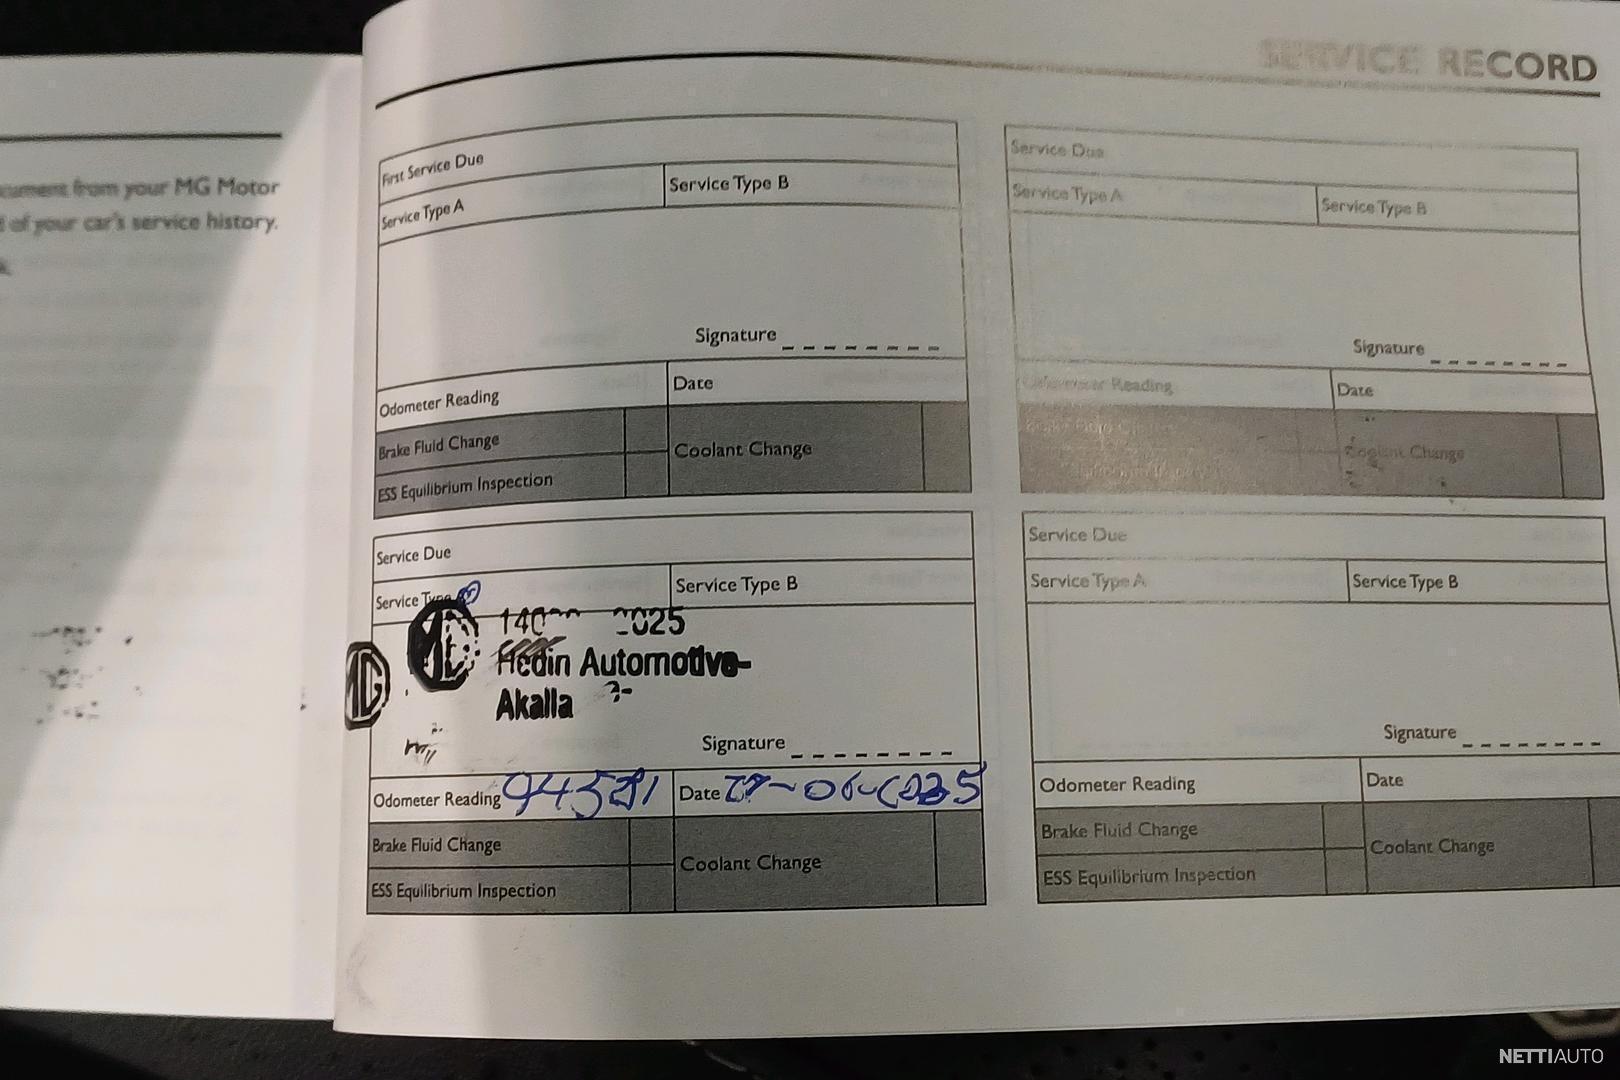 SERVICE RECORD
from your MG Motor
of your car's service history.
First Service Due
Service Type A
Service Type B
Signature
Odometer Reading
Date
Brake Fluid Change
Coolant Change
ESS Equilibrium Inspection
Service Due
Service Type A
Service Type B
Signature
Odometer Reading
Date
Coolant Change
Service Due
Service Type
Service Type B
MG
MG
2025
Hedin Automotive-
Akalla
Signature
Odometer Reading
Date
Brake Fluid Change
Coolant Change
ESS Equilibrium Inspection
Service Due
Service Type A
Service Type B
Signature
Odometer Reading
Date
Brake Fluid Change
Coolant Change
ESS Equilibrium Inspection
NETTIAUTO